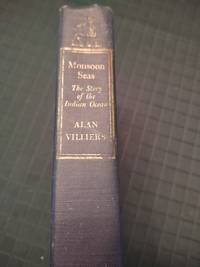 Monsoon
Seas
The Story
of the
Indian Ocean
ALAN
VILLIERS